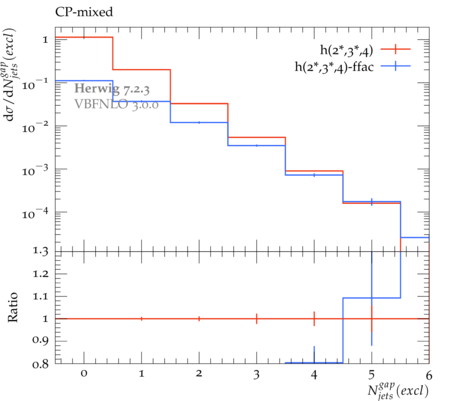 CP-mixed
dσ/dN^{gap}_{jets}(excl)
1
10⁻¹
10⁻²
10⁻³
10⁻⁴
h(2*,3*,4)
h(2*,3*,4)-ffac
Herwig 7.2.3
VBFNLO 3.0.0
Ratio
1.3
1.2
1.1
1
0.9
0.8
0 1 2 3 4 5 6
N^{gap}_{jets}(excl)